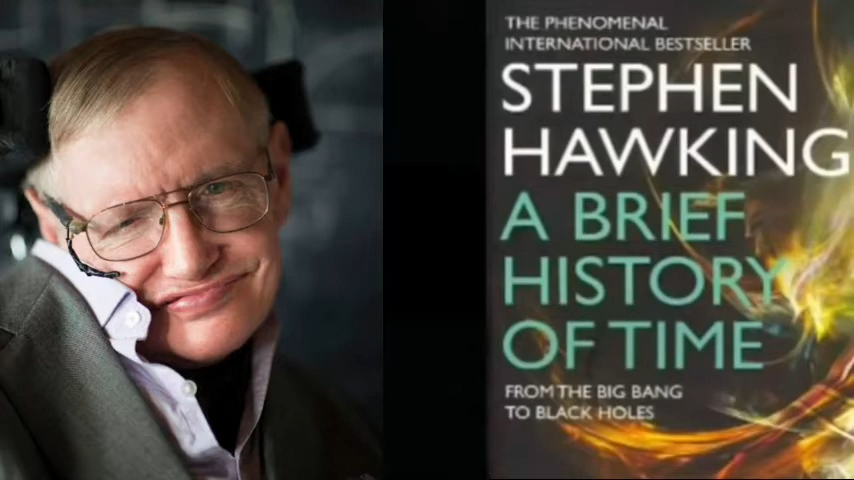 THE PHENOMENAL
INTERNATIONAL BESTSELLER
STEPHEN
HAWKING
A BRIEF
HISTORY
OF TIME
FROM THE BIG BANG
TO BLACK HOLES